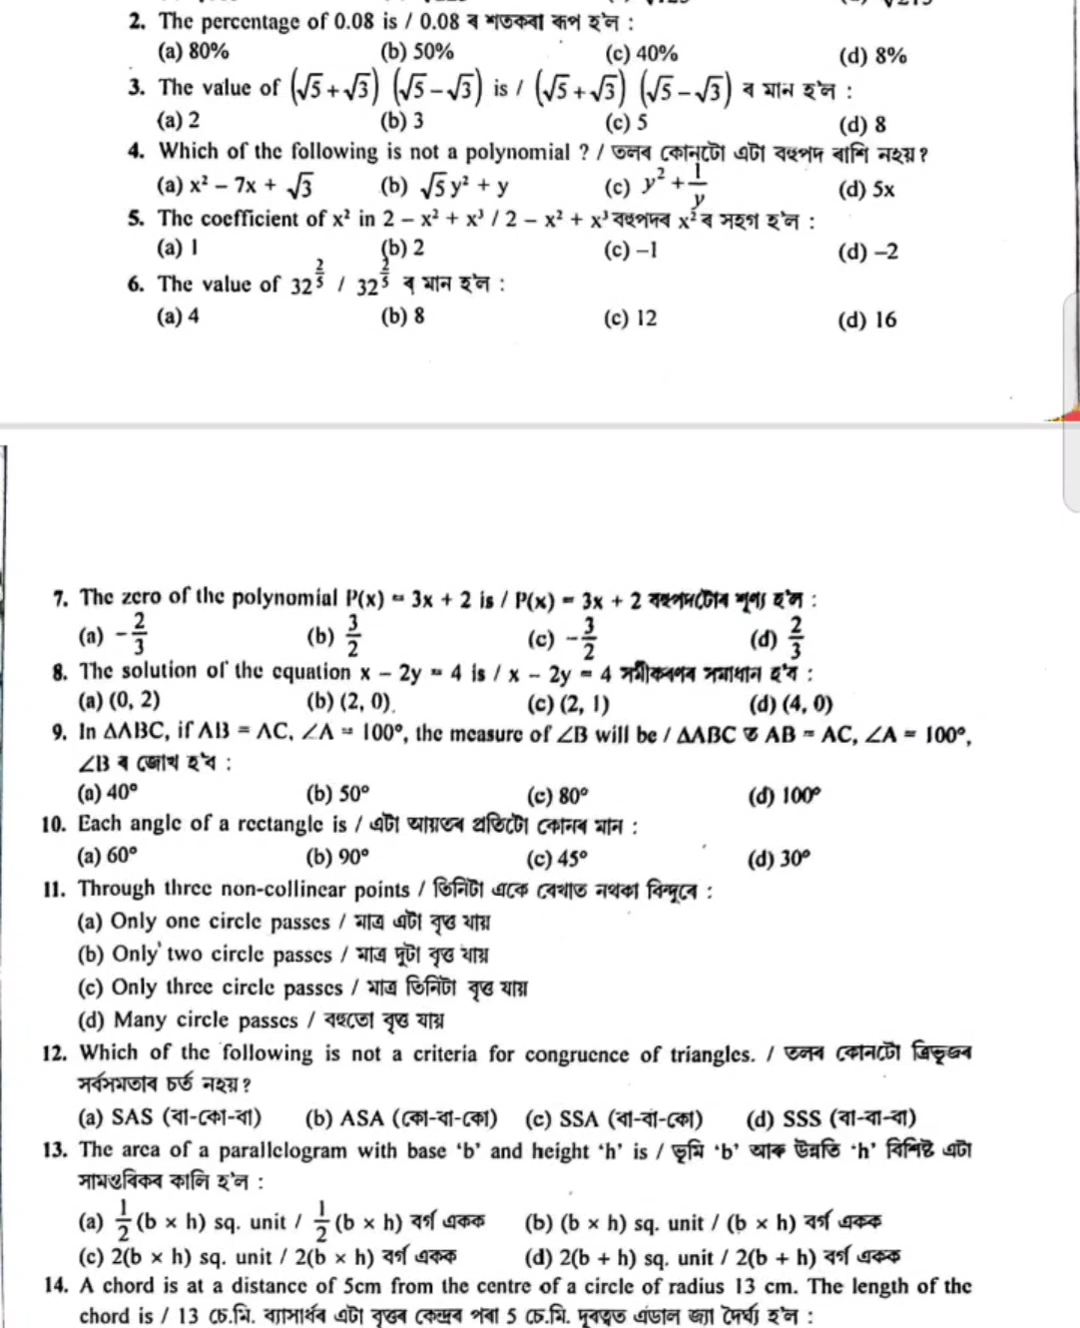 2. The percentage of 0.08 is / 0.08 ৰ শতকৰা ৰূপ হ'ল :
(a) 80% (b) 50% (c) 40% (d) 8%
3. The value of (√5 + √3) (√5 – √3) is / (√5 + √3) (√5 – √3) ৰ মান হ'ল :
(a) 2 (b) 3 (c) 5 (d) 8
4. Which of the following is not a polynomial ? / তলৰ কোনটো এটা বহুপদ ৰাশি নহয়?
(a) x² – 7x + √3 (b) √5 y² + y (c) y² + 1/y (d) 5x
5. The coefficient of x² in 2 – x² + x³ / 2 – x² + x³ বহুপদৰ x² ৰ সহগ হ'ল :
(a) 1 (b) 2 (c) –1 (d) –2
6. The value of 32^(2/5) / 32^(2/5) ৰ মান হ'ল :
(a) 4 (b) 8 (c) 12 (d) 16
7. The zero of the polynomial P(x) = 3x + 2 is / P(x) = 3x + 2 বহুপদটোৰ শূণ্য হ'ল :
(a) –2/3 (b) 3/2 (c) –3/2 (d) 2/3
8. The solution of the equation x – 2y = 4 is / x – 2y = 4 সমীকৰণৰ সমাধান হ'ব :
(a) (0, 2) (b) (2, 0). (c) (2, 1) (d) (4, 0)
9. In ΔABC, if AB = AC, ∠A = 100°, the measure of ∠B will be / ΔABC ত AB = AC, ∠A = 100°,
∠B ৰ জোখ হ'ব :
(a) 40° (b) 50° (c) 80° (d) 100°
10. Each angle of a rectangle is / এটা আয়তৰ প্ৰতিটো কোনৰ মান :
(a) 60° (b) 90° (c) 45° (d) 30°
11. Through three non-collinear points / তিনিটা একে ৰেখাত নথকা বিন্দুৰে :
(a) Only one circle passes / মাত্ৰ এটা বৃত্ত যায়
(b) Only two circle passes / মাত্ৰ দুটা বৃত্ত যায়
(c) Only three circle passes / মাত্ৰ তিনিটা বৃত্ত যায়
(d) Many circle passes / বহুতো বৃত্ত যায়
12. Which of the following is not a criteria for congruence of triangles. / তলৰ কোনটো ত্ৰিভুজৰ
সৰ্বসমতাৰ চৰ্ত নহয়?
(a) SAS (বা-কো-বা) (b) ASA (কো-বা-কো) (c) SSA (বা-বা-কো) (d) SSS (বা-বা-বা)
13. The area of a parallelogram with base 'b' and height 'h' is / ভূমি 'b' আৰু উন্নতি 'h' বিশিষ্ট এটা
সামন্তৰিকৰ কালি হ'ল :
(a) 1/2 (b × h) sq. unit / 1/2 (b × h) বৰ্গ একক (b) (b × h) sq. unit / (b × h) বৰ্গ একক
(c) 2(b × h) sq. unit / 2(b × h) বৰ্গ একক (d) 2(b + h) sq. unit / 2(b + h) বৰ্গ একক
14. A chord is at a distance of 5cm from the centre of a circle of radius 13 cm. The length of the
chord is / 13 চে.মি. ব্যাসাৰ্ধৰ এটা বৃত্তৰ কেন্দ্ৰৰ পৰা 5 চে.মি. দূৰত্বত এডাল জ্যা দৈৰ্ঘ্য হ'ল :